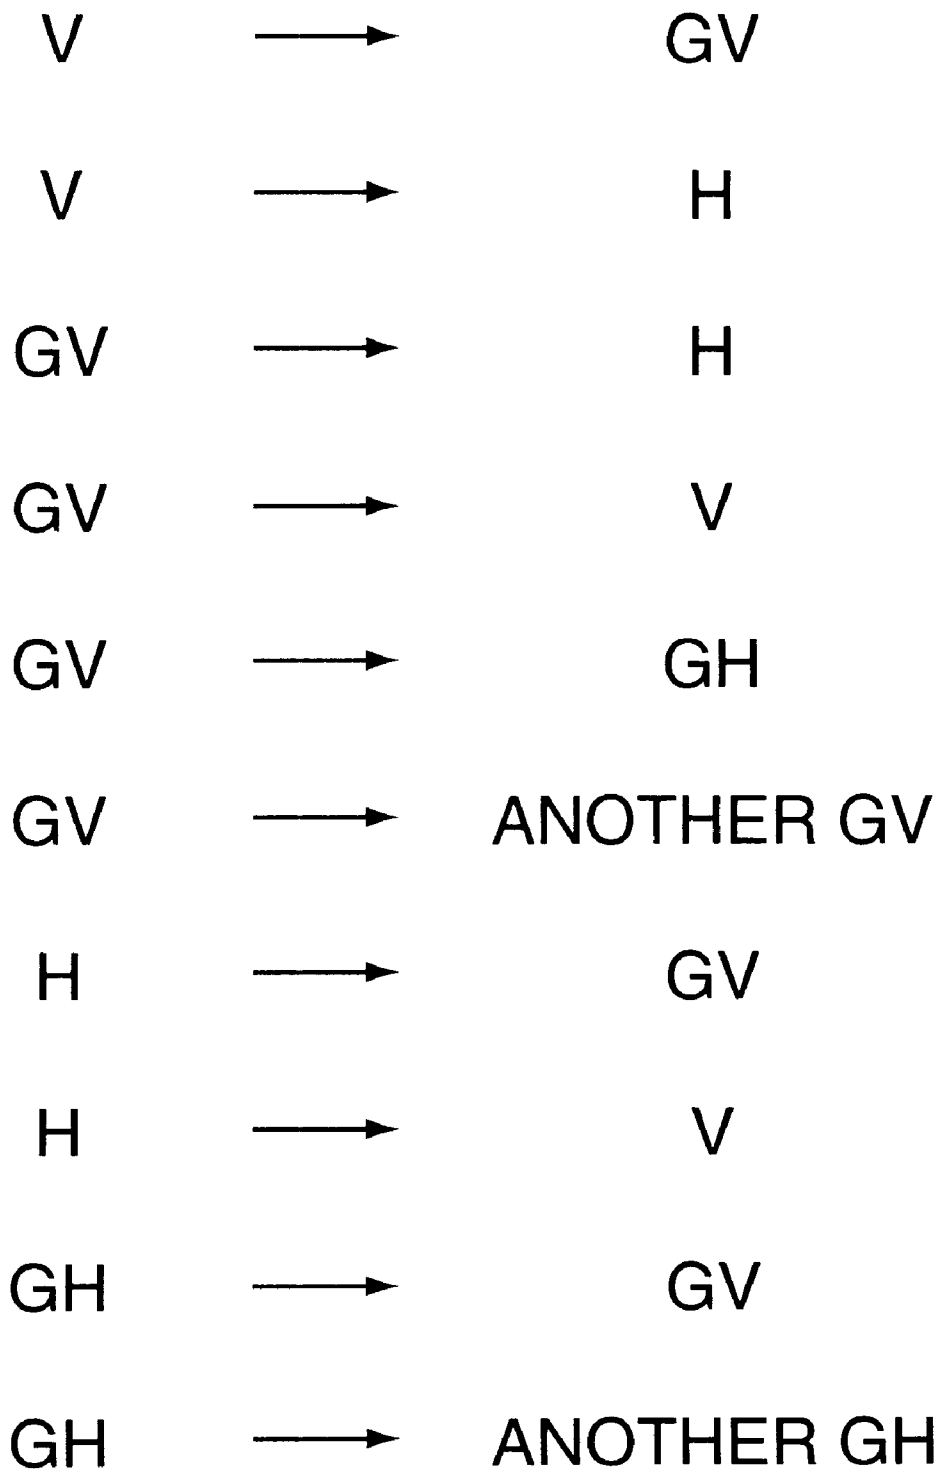 V → GV
V → H
GV → H
GV → V
GV → GH
GV → ANOTHER GV
H → GV
H → V
GH → GV
GH → ANOTHER GH